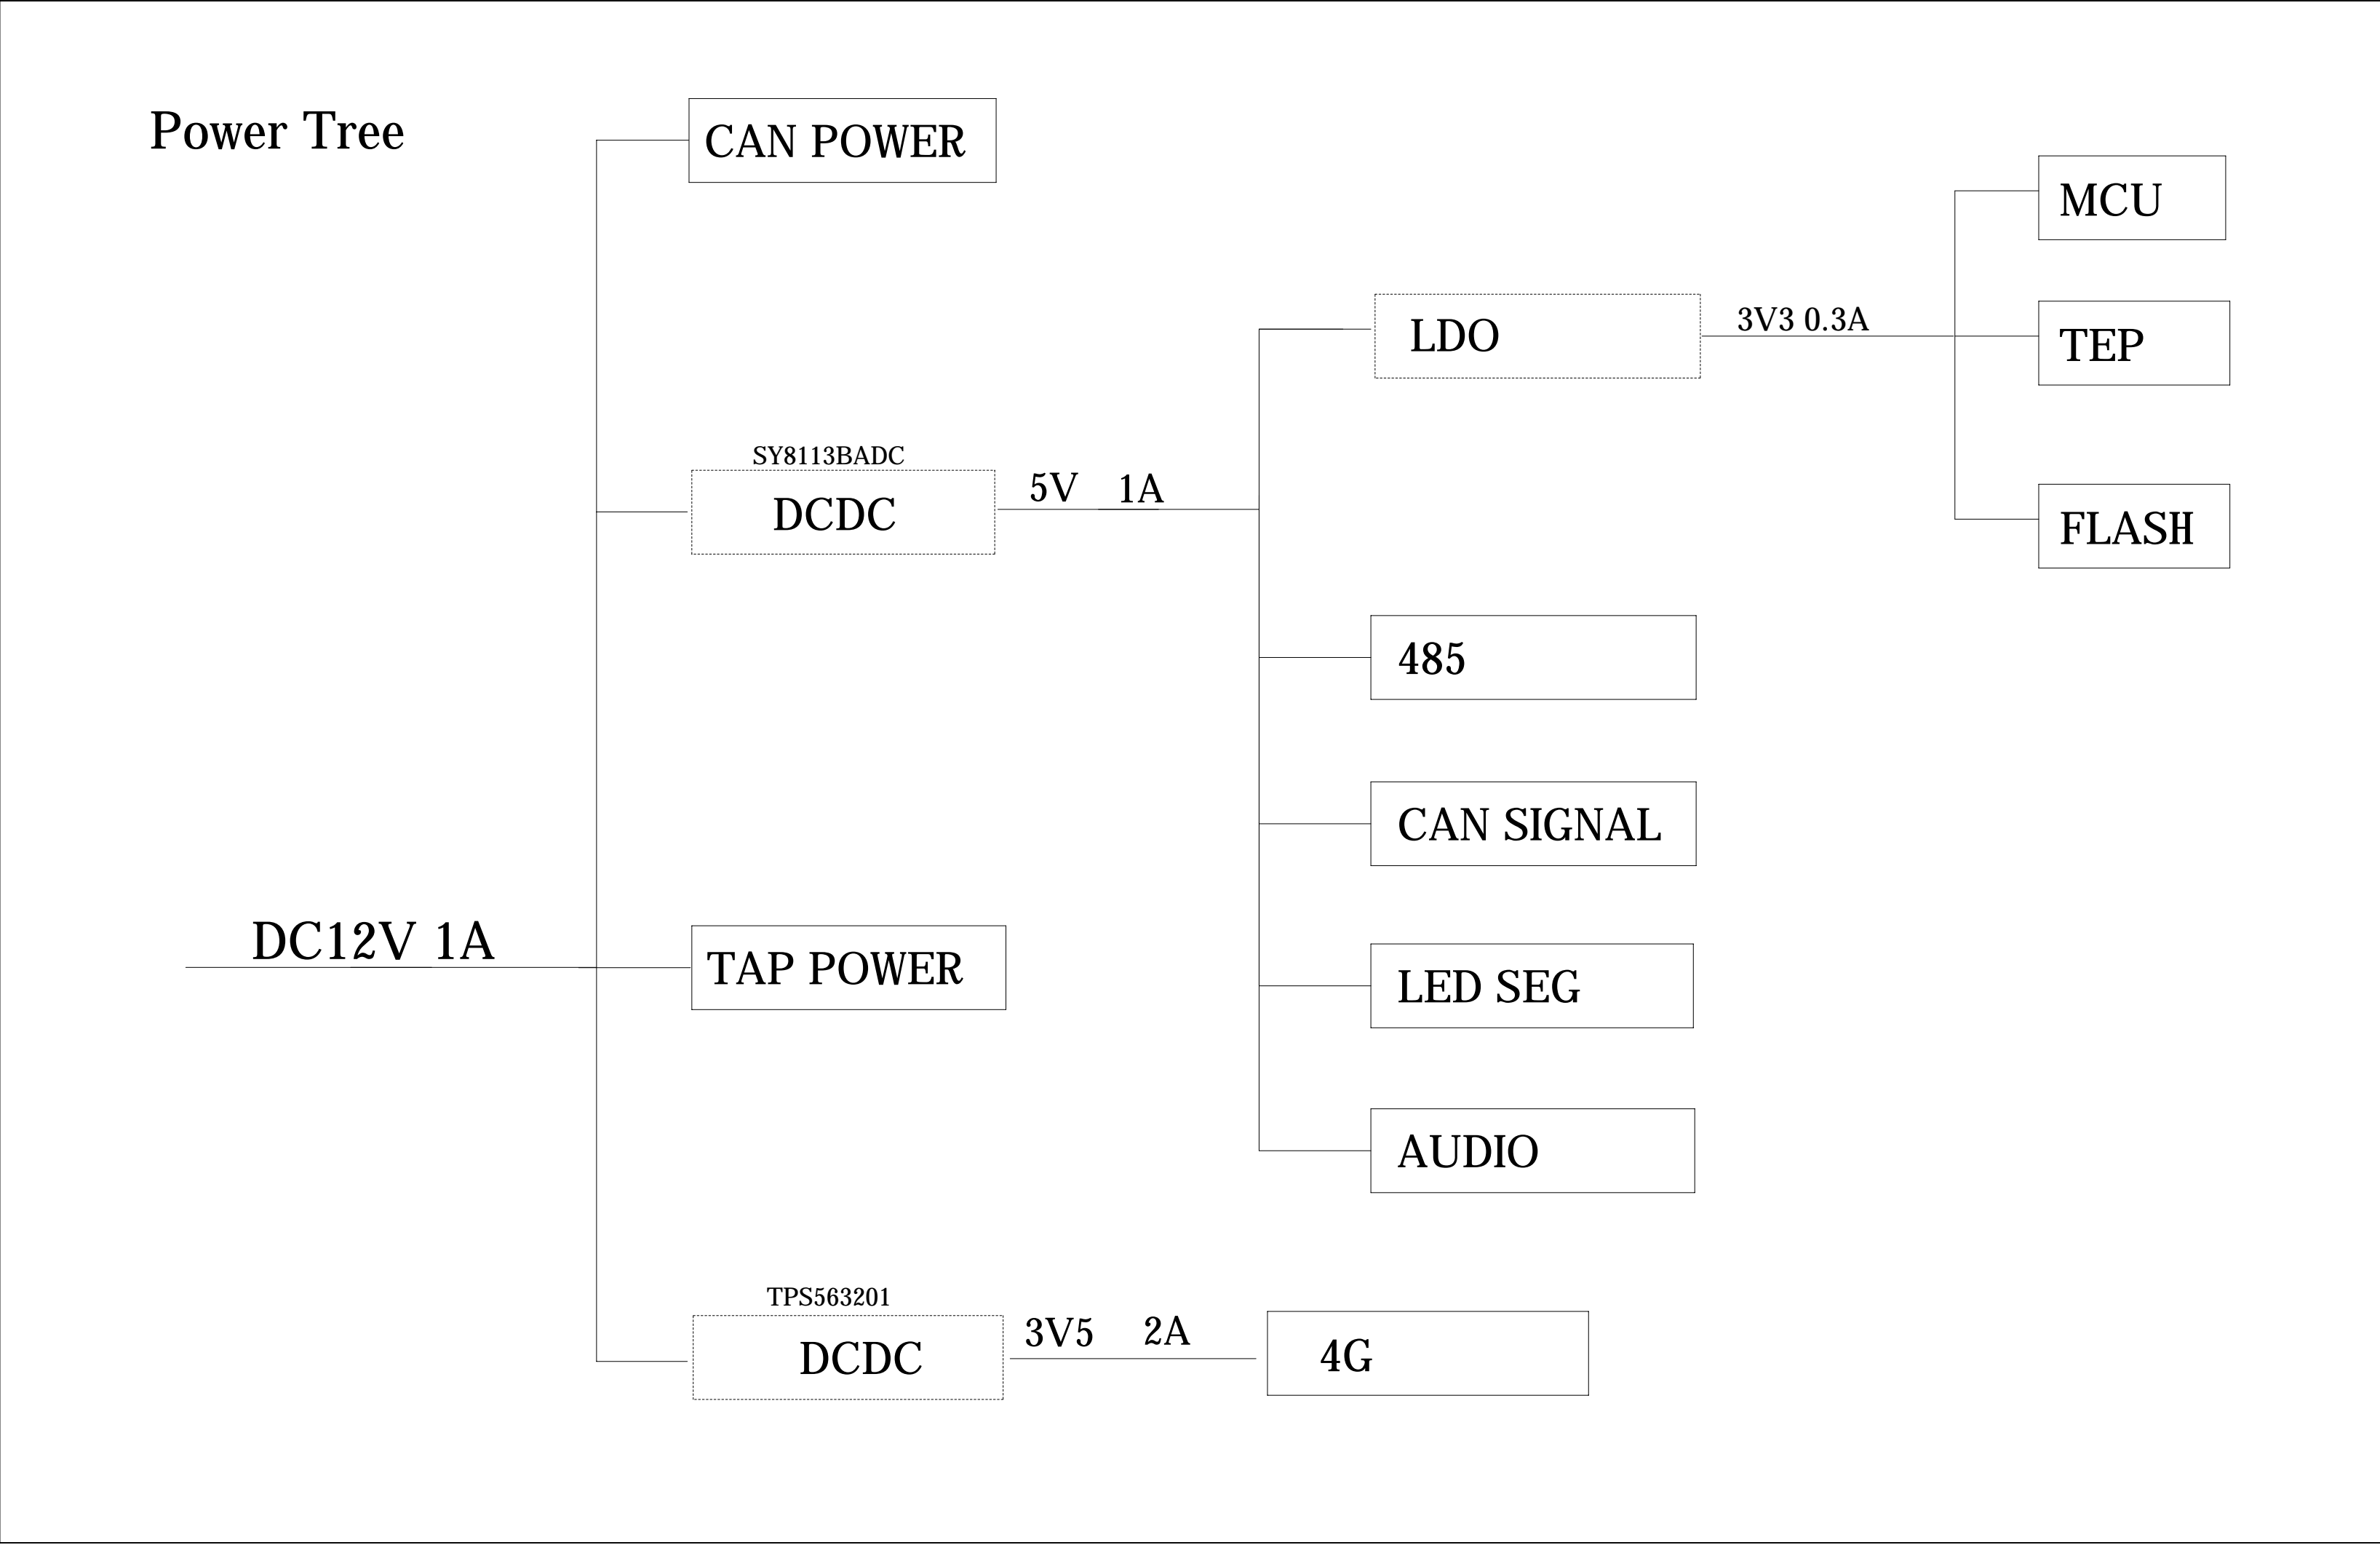 Power Tree
CAN POWER
MCU
3V3 0.3A
LDO
TEP
SY8113BADC
DCDC
5V 1A
FLASH
485
CAN SIGNAL
DC12V 1A
TAP POWER
LED SEG
AUDIO
TPS563201
DCDC
3V5 2A
4G